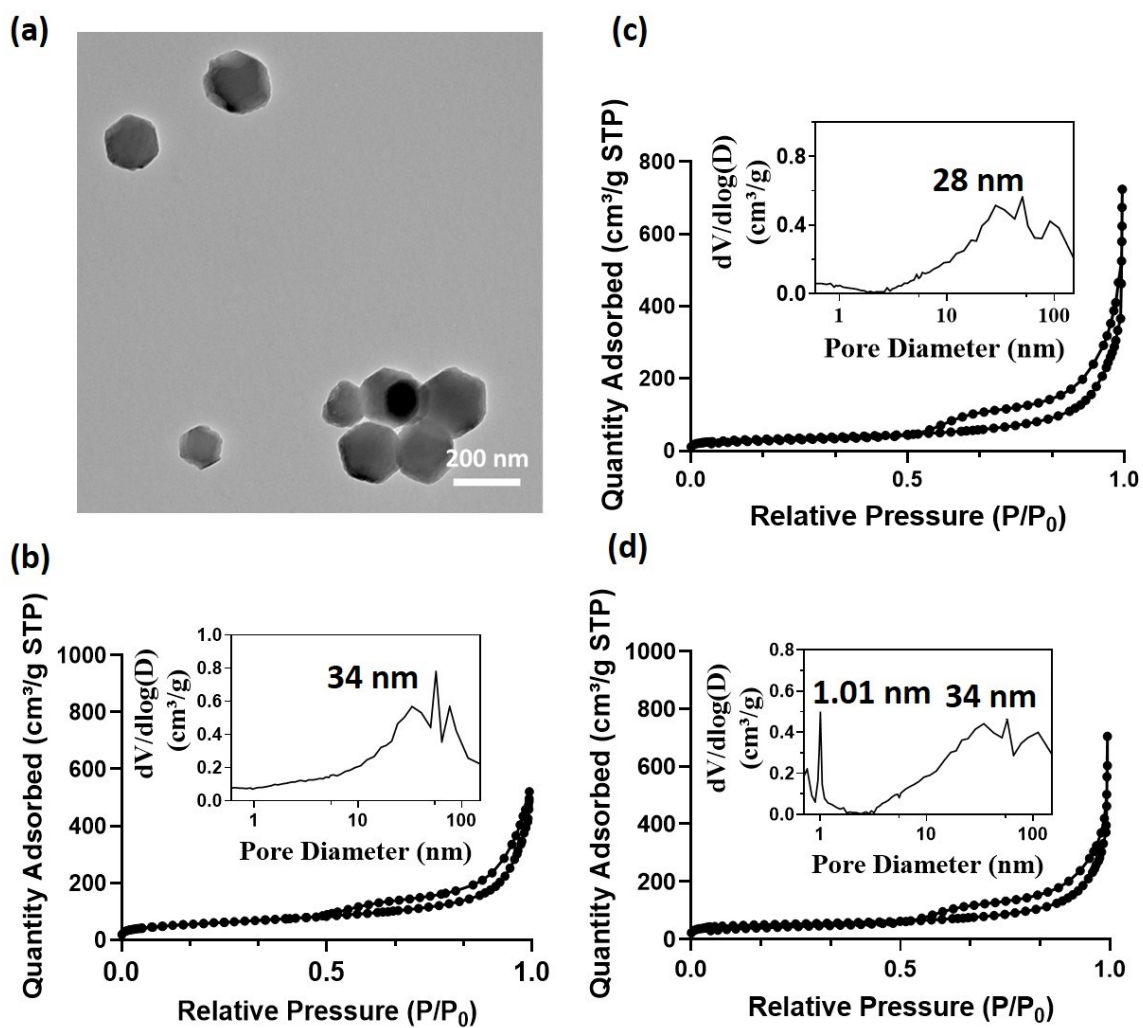 (a)
200 nm
(c)
Quantity Adsorbed (cm³/g STP)
800
600
400
200
0
0.0
0.5
1.0
Relative Pressure (P/P₀)
dV/dlog(D)
(cm³/g)
0.8
0.4
0.0
28 nm
1
10
100
Pore Diameter (nm)
(b)
Quantity Adsorbed (cm³/g STP)
1000
800
600
400
200
0
0.0
0.5
1.0
Relative Pressure (P/P₀)
dV/dlog(D)
(cm³/g)
1.0
0.8
0.6
0.4
0.2
0.0
34 nm
1
10
100
Pore Diameter (nm)
(d)
Quantity Adsorbed (cm³/g STP)
1000
800
600
400
200
0
0.0
0.5
1.0
Relative Pressure (P/P₀)
dV/dlog(D)
(cm³/g)
0.8
0.6
0.4
0.2
0.0
1.01 nm 34 nm
1
10
100
Pore Diameter (nm)